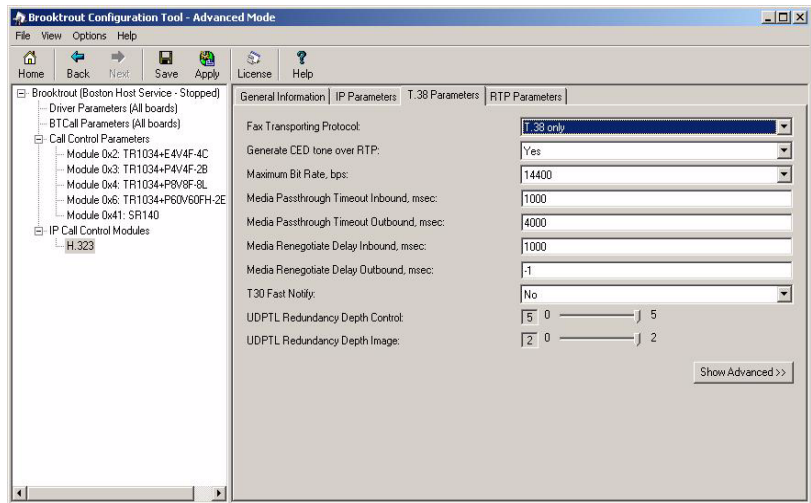 Brooktrout Configuration Tool - Advanced Mode
File View Options Help
Home Back Next Save Apply License Help
Brooktrout (Boston Host Service - Stopped)
Driver Parameters (All boards)
BTCall Parameters (All boards)
Call Control Parameters
Module 0x2: TR1034+E4V4F-4C
Module 0x3: TR1034+P4V4F-2B
Module 0x4: TR1034+P8V8F-8L
Module 0x6: TR1034+P60V60FH-2E
Module 0x41: SR140
IP Call Control Modules
H.323
General Information IP Parameters T.38 Parameters RTP Parameters
Fax Transporting Protocol: T.38 only
Generate CED tone over RTP: Yes
Maximum Bit Rate, bps: 14400
Media Passthrough Timeout Inbound, msec: 1000
Media Passthrough Timeout Outbound, msec: 4000
Media Renegotiate Delay Inbound, msec: 1000
Media Renegotiate Delay Outbound, msec: -1
T30 Fast Notify: No
UDPTL Redundancy Depth Control: 5 0 5
UDPTL Redundancy Depth Image: 2 0 2
Show Advanced >>